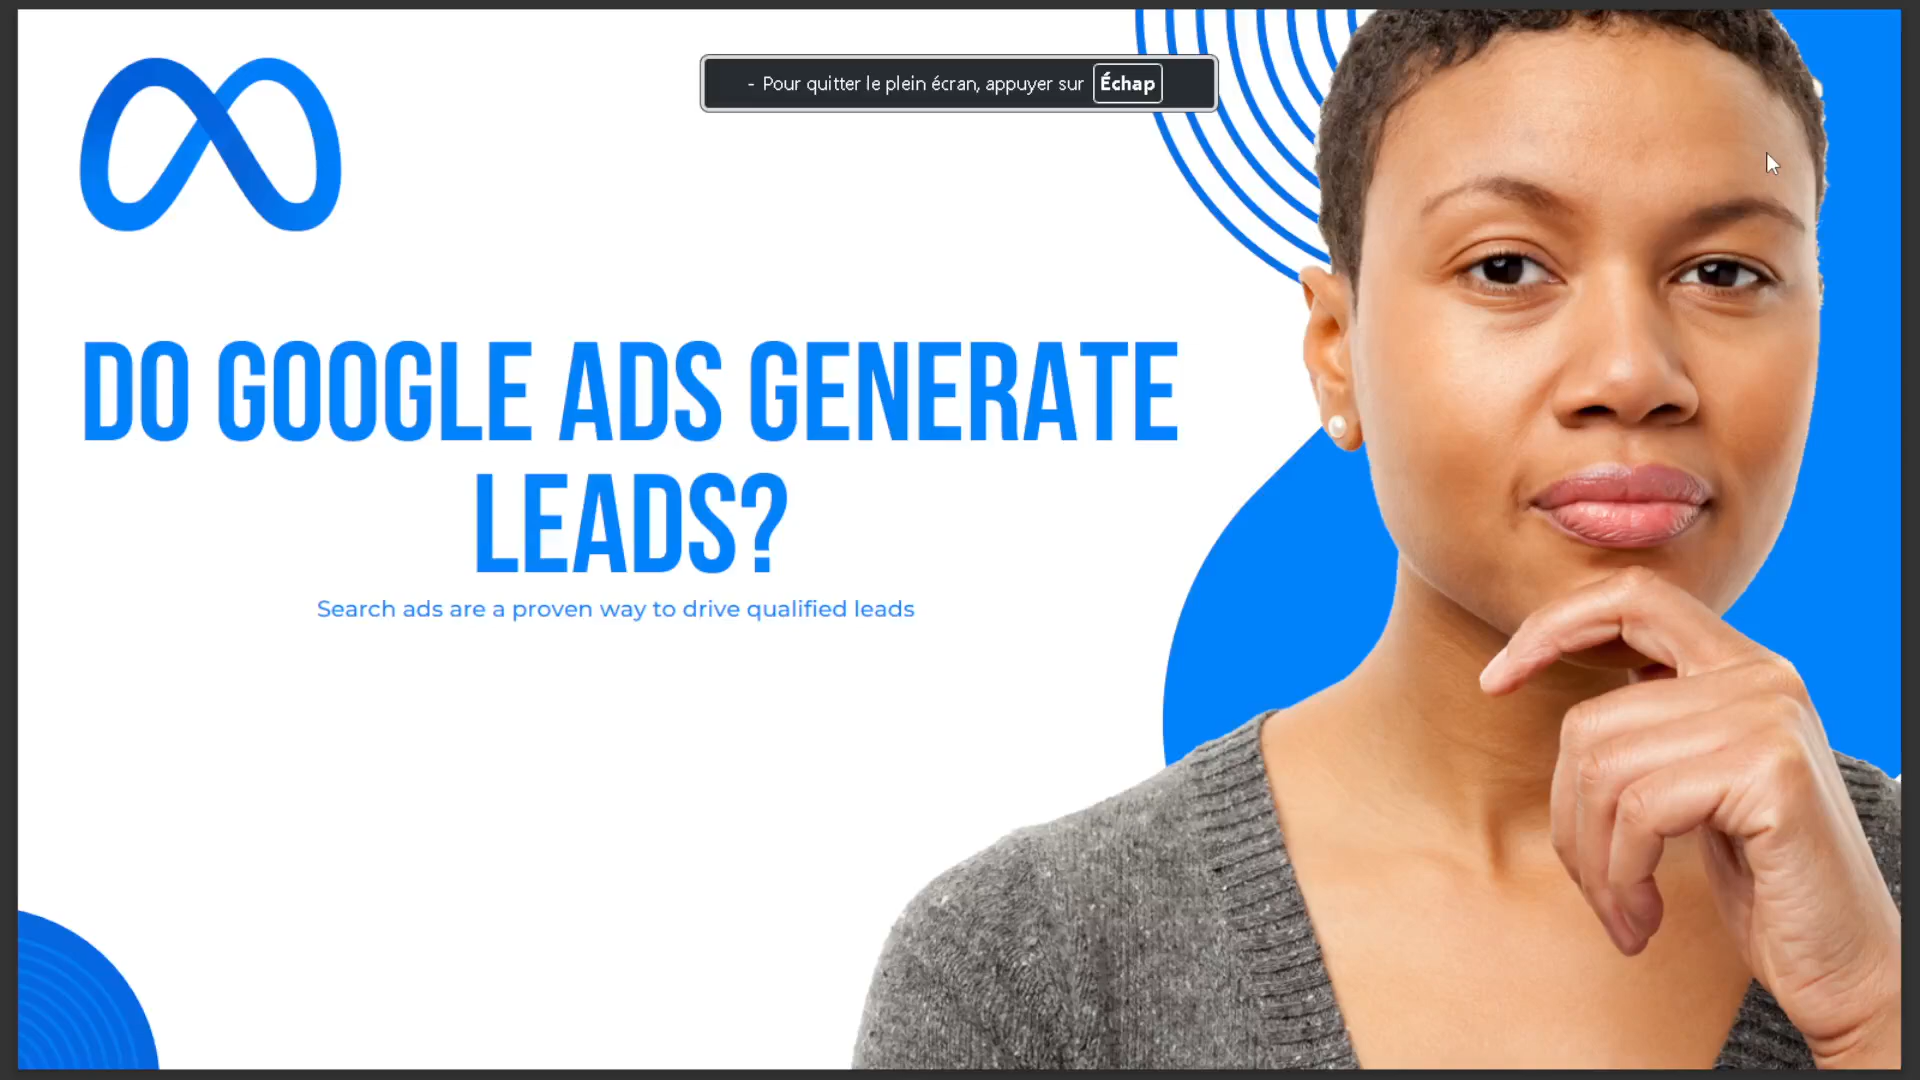 - Pour quitter le plein écran, appuyer sur Échap
DO GOOGLE ADS GENERATE
LEADS?
Search ads are a proven way to drive qualified leads